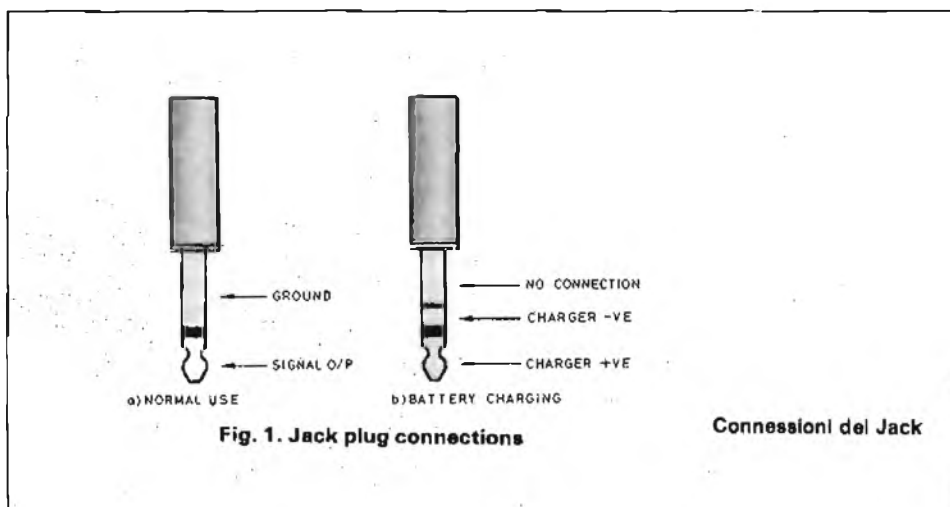 GROUND
SIGNAL O/P
a) NORMAL USE
NO CONNECTION
CHARGER -VE
CHARGER +VE
b) BATTERY CHARGING
Fig. 1. Jack plug connections
Connessioni del Jack